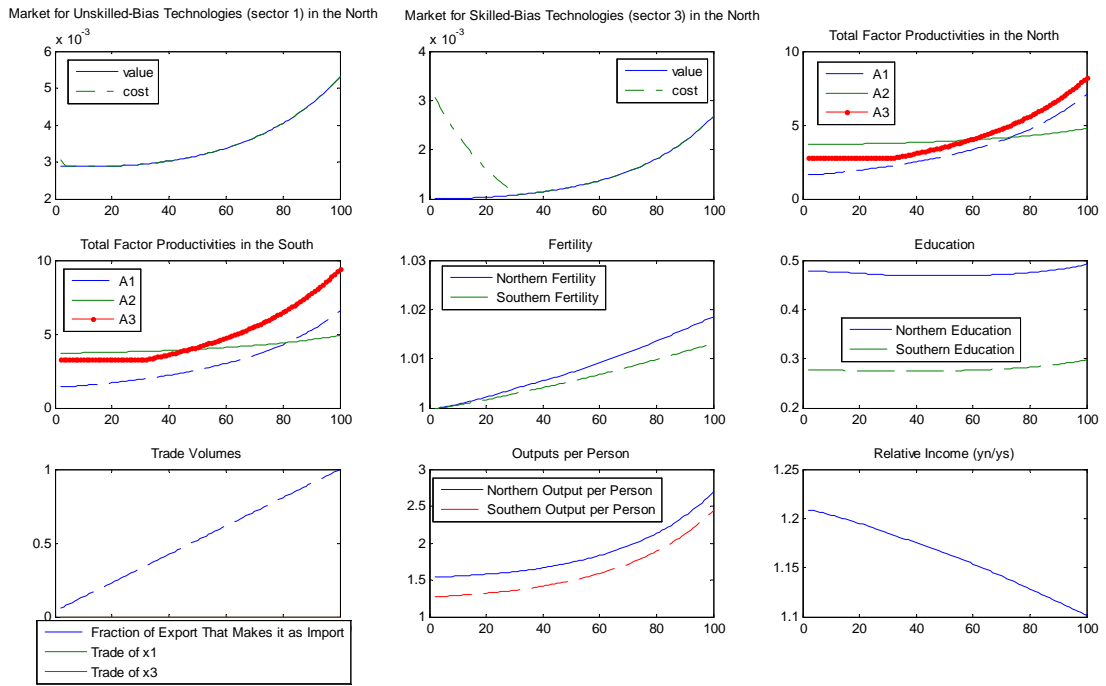 Market for Unskilled-Bias Technologies (sector 1) in the North
x 10⁻³
6
5
4
3
2
0 20 40 60 80 100
value
cost
Market for Skilled-Bias Technologies (sector 3) in the North
x 10⁻³
4
3
2
1
0 20 40 60 80 100
value
cost
Total Factor Productivities in the North
10
5
0
0 20 40 60 80 100
A1
A2
A3
Total Factor Productivities in the South
10
5
0
0 20 40 60 80 100
A1
A2
A3
Fertility
1.03
1.02
1.01
1
0 20 40 60 80 100
Northern Fertility
Southern Fertility
Education
0.5
0.4
0.3
0.2
0 20 40 60 80 100
Northern Education
Southern Education
Trade Volumes
1
0.5
0
0 20 40 60 80 100
Fraction of Export That Makes it as Import
Trade of x1
Trade of x3
Outputs per Person
3
2.5
2
1.5
1
0 20 40 60 80 100
Northern Output per Person
Southern Output per Person
Relative Income (yn/ys)
1.25
1.2
1.15
1.1
0 20 40 60 80 100